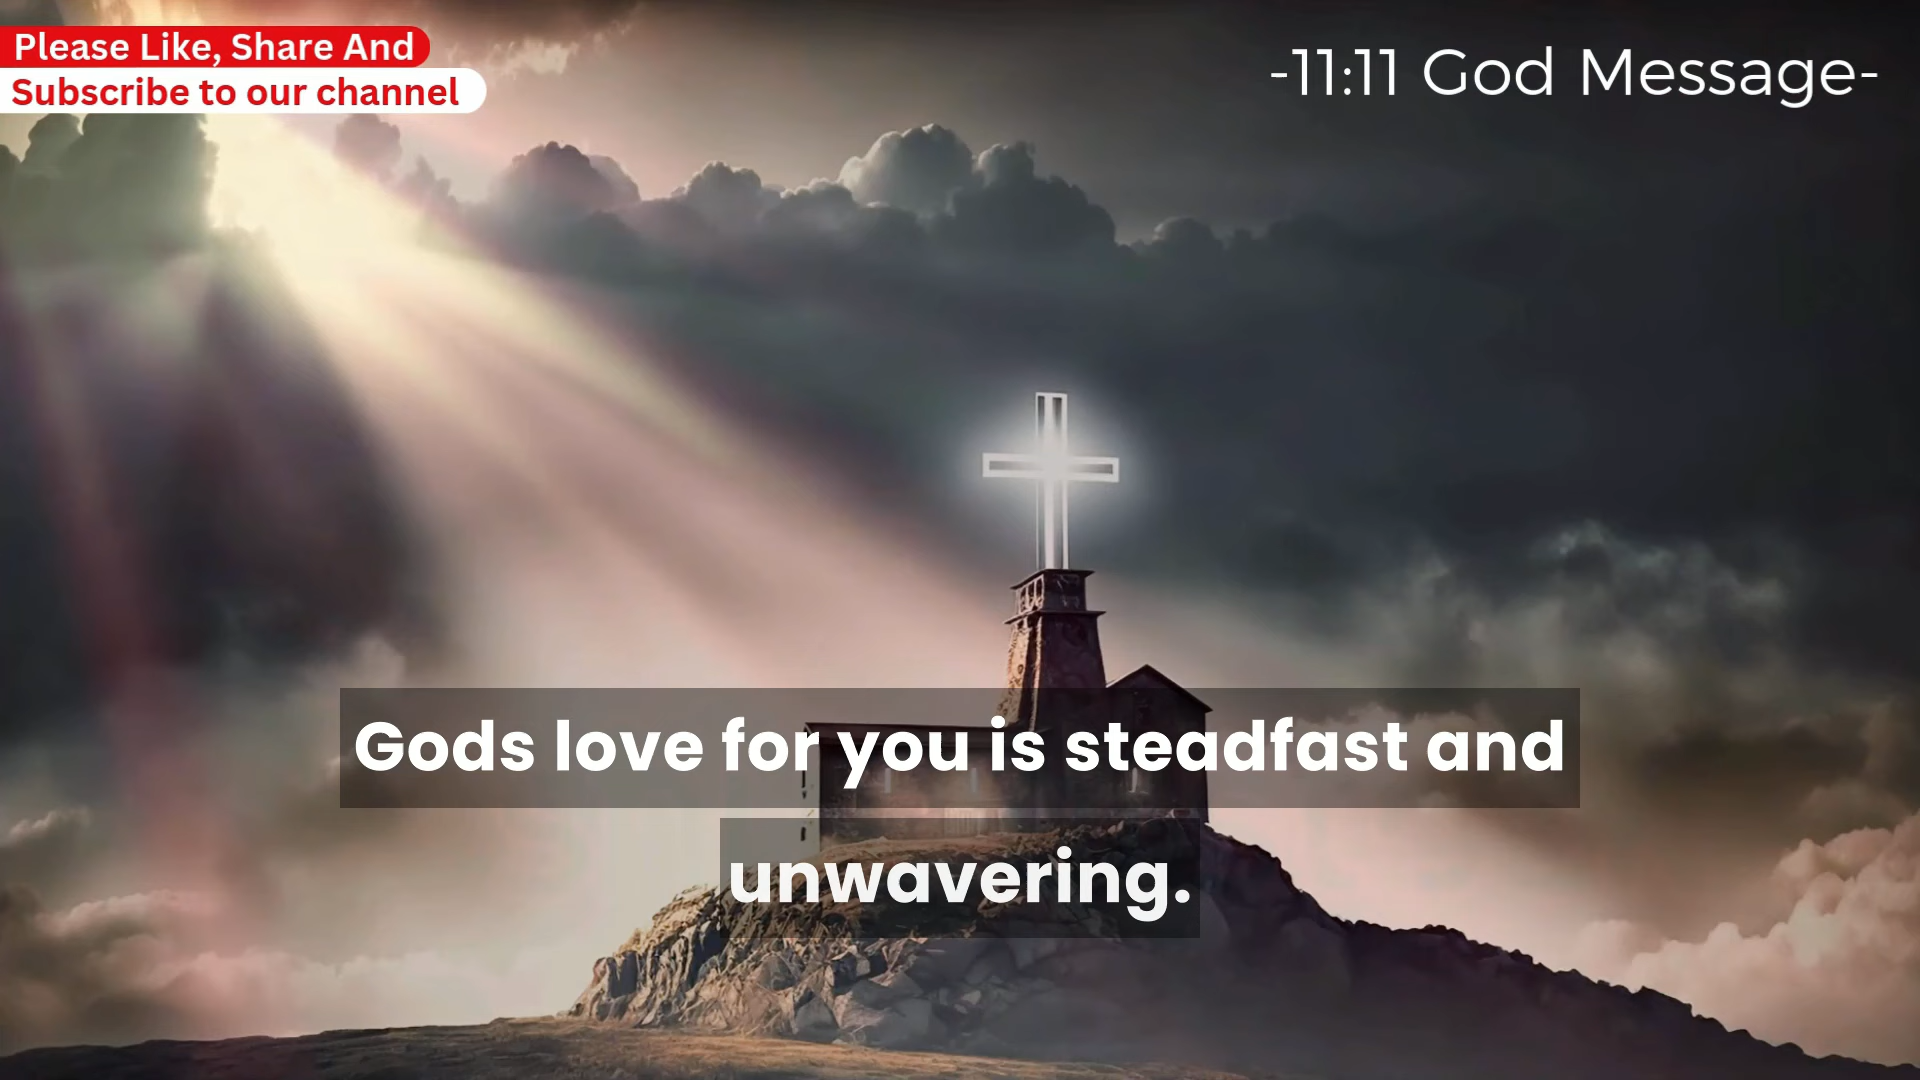 Please Like, Share And
Subscribe to our channel
-11:11 God Message-
Gods love for you is steadfast and
unwavering.